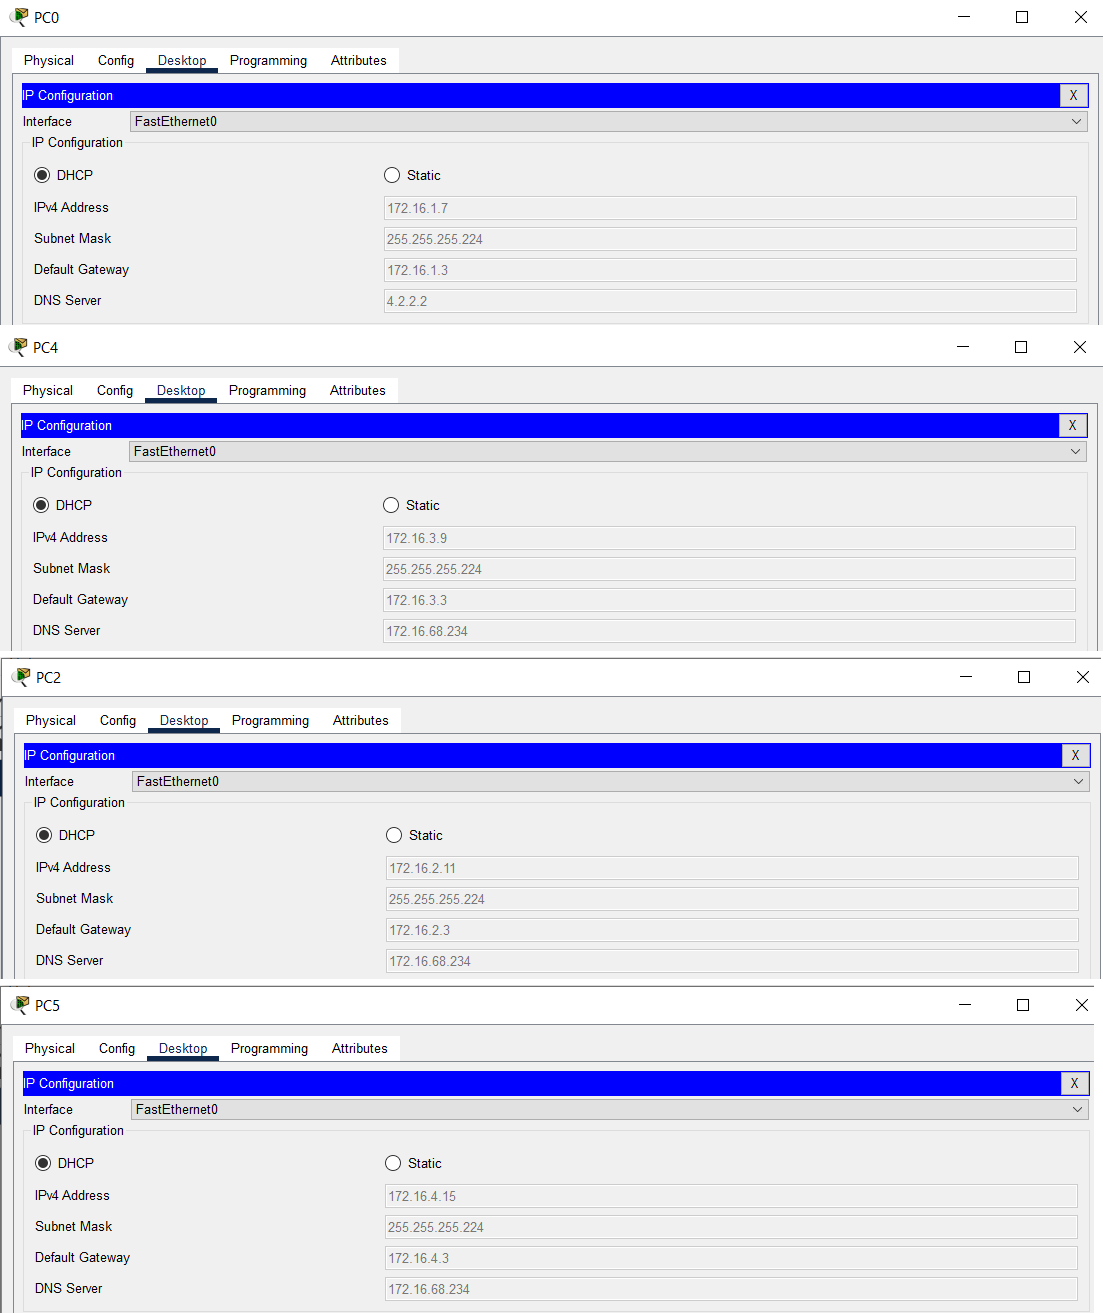 PC0
Physical Config Desktop Programming Attributes
IP Configuration X
Interface FastEthernet0
IP Configuration
DHCP Static
IPv4 Address 172.16.1.7
Subnet Mask 255.255.255.224
Default Gateway 172.16.1.3
DNS Server 4.2.2.2
PC4
Physical Config Desktop Programming Attributes
IP Configuration X
Interface FastEthernet0
IP Configuration
DHCP Static
IPv4 Address 172.16.3.9
Subnet Mask 255.255.255.224
Default Gateway 172.16.3.3
DNS Server 172.16.68.234
PC2
Physical Config Desktop Programming Attributes
IP Configuration X
Interface FastEthernet0
IP Configuration
DHCP Static
IPv4 Address 172.16.2.11
Subnet Mask 255.255.255.224
Default Gateway 172.16.2.3
DNS Server 172.16.68.234
PC5
Physical Config Desktop Programming Attributes
IP Configuration X
Interface FastEthernet0
IP Configuration
DHCP Static
IPv4 Address 172.16.4.15
Subnet Mask 255.255.255.224
Default Gateway 172.16.4.3
DNS Server 172.16.68.234